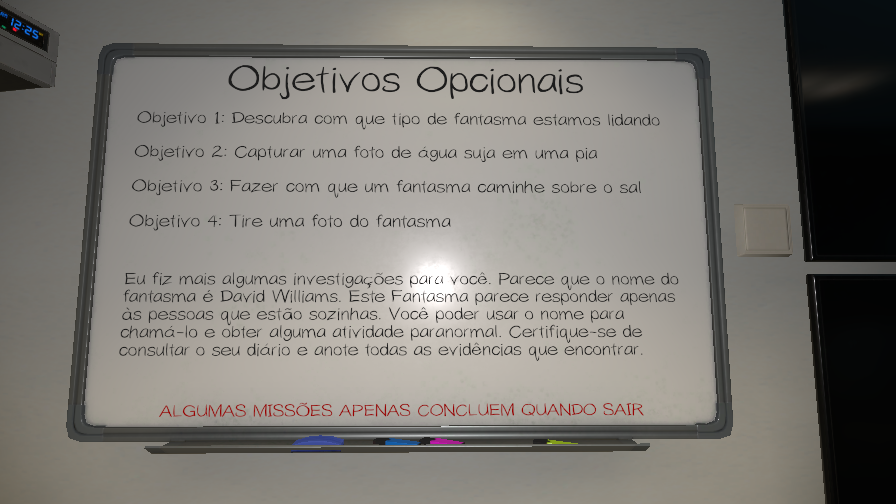 12:25
Objetivos Opcionais
Objetivo 1: Descubra com que tipo de fantasma estamos lidando
Objetivo 2: Capturar uma foto de água suja em uma pia
Objetivo 3: Fazer com que um fantasma caminhe sobre o sal
Objetivo 4: Tire uma foto do fantasma
Eu fiz mais algumas investigações para você. Parece que o nome do
fantasma é David Williams. Este Fantasma parece responder apenas
às pessoas que estão sozinhas. Você poder usar o nome para
chamá-lo e obter alguma atividade paranormal. Certifique-se de
consultar o seu diário e anote todas as evidências que encontrar.
ALGUMAS MISSÕES APENAS CONCLUEM QUANDO SAIR